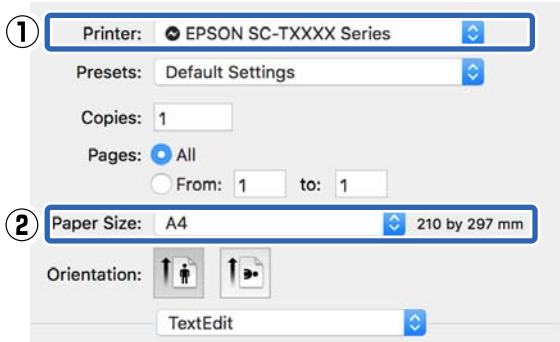 ① Printer: EPSON SC-TXXXX Series
Presets: Default Settings
Copies: 1
Pages: All
From: 1 to: 1
② Paper Size: A4 210 by 297 mm
Orientation:
TextEdit